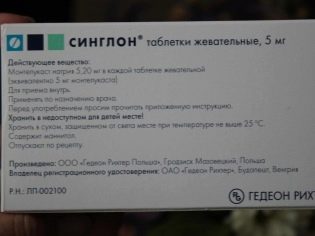 СИНГЛОН® таблетки жевательные, 5 мг
Действующее вещество:
Монтелукаст натрия 5,20 мг в каждой таблетке жевательной
(эквивалентно 5 мг монтелукаста)
Для приема внутрь.
Применять по назначению врача.
Перед употреблением просим прочитать приложенную инструкцию.
Хранить в недоступном для детей месте!
Хранить в сухом, защищенном от света месте при температуре не выше 25 °С.
Содержит маннитол.
Отпускают по рецепту.
Произведено: ООО «Гедеон Рихтер Польша», Гродзиск Мазовецкий, Польша
Владелец регистрационного удостоверения: ОАО «Гедеон Рихтер», Будапешт, Венгрия
Р.Н.: ЛП-002100
ГЕДЕОН РИХ